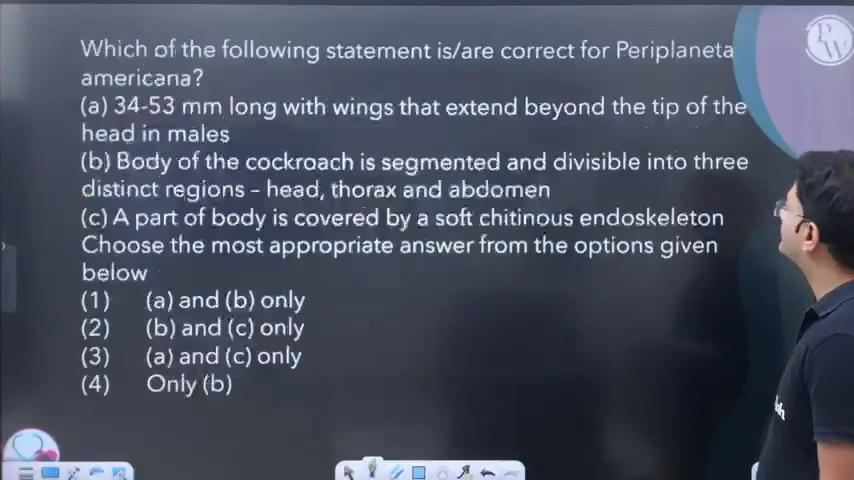 Which of the following statement is/are correct for Periplaneta
americana?
(a) 34-53 mm long with wings that extend beyond the tip of the
head in males
(b) Body of the cockroach is segmented and divisible into three
distinct regions – head, thorax and abdomen
(c) A part of body is covered by a soft chitinous endoskeleton
Choose the most appropriate answer from the options given
below
(1) (a) and (b) only
(2) (b) and (c) only
(3) (a) and (c) only
(4) Only (b)
PW